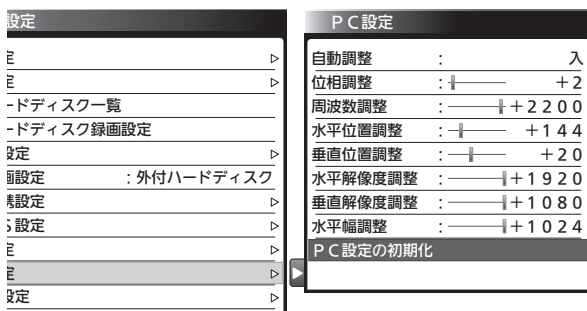 設定
定
定
ードディスク一覧
ードディスク録画設定
設定
画設定 :外付ハードディスク
携設定
S設定
定
定
設定
PC設定
自動調整 : 入
位相調整 : +2
周波数調整 : +2200
水平位置調整 : +144
垂直位置調整 : +20
水平解像度調整 : +1920
垂直解像度調整 : +1080
水平幅調整 : +1024
PC設定の初期化